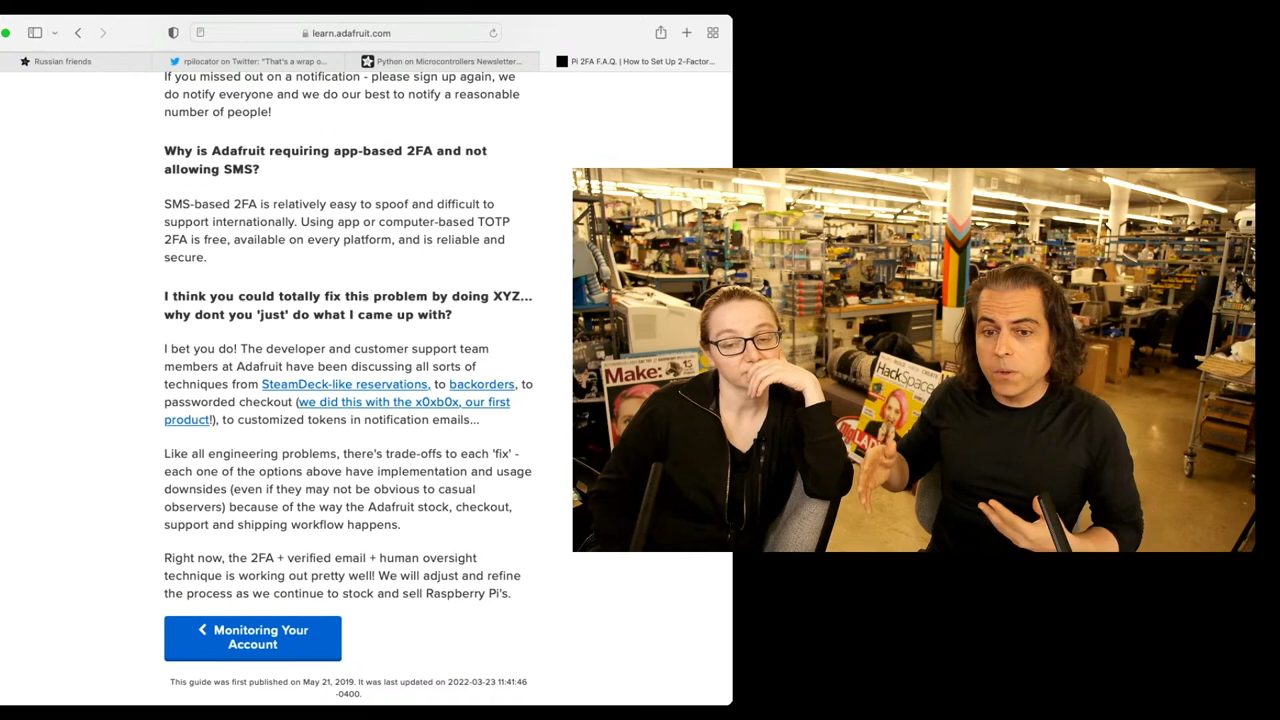 learn.adafruit.com
Russian friends
rpilocator on Twitter: "That's a wrap o...
Python on Microcontrollers Newsletter...
Pi 2FA F.A.Q. | How to Set Up 2-Factor...
If you missed out on a notification - please sign up again, we
do notify everyone and we do our best to notify a reasonable
number of people!
Why is Adafruit requiring app-based 2FA and not
allowing SMS?
SMS-based 2FA is relatively easy to spoof and difficult to
support internationally. Using app or computer-based TOTP
2FA is free, available on every platform, and is reliable and
secure.
I think you could totally fix this problem by doing XYZ...
why dont you 'just' do what I came up with?
I bet you do! The developer and customer support team
members at Adafruit have been discussing all sorts of
techniques from SteamDeck-like reservations, to backorders, to
passworded checkout (we did this with the x0xb0x, our first
product!), to customized tokens in notification emails...
Like all engineering problems, there's trade-offs to each 'fix' -
each one of the options above have implementation and usage
downsides (even if they may not be obvious to casual
observers) because of the way the Adafruit stock, checkout,
support and shipping workflow happens.
Right now, the 2FA + verified email + human oversight
technique is working out pretty well! We will adjust and refine
the process as we continue to stock and sell Raspberry Pi's.
Monitoring Your
Account
This guide was first published on May 21, 2019. It was last updated on 2022-03-23 11:41:46
-0400.
Make:
15
HackSpace